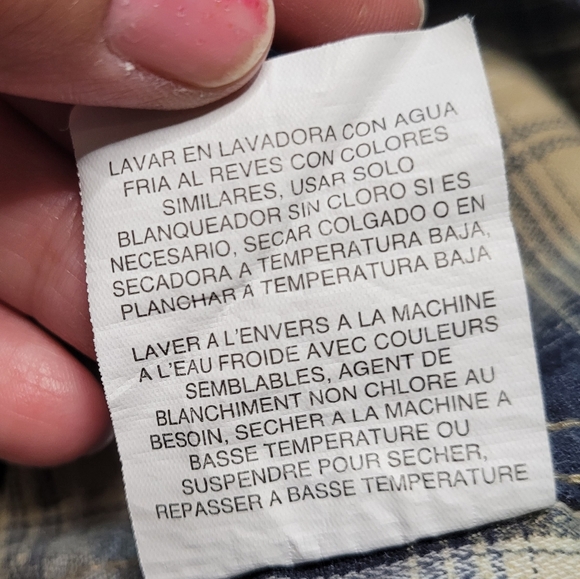 LAVAR EN LAVADORA CON AGUA
FRIA AL REVES CON COLORES
SIMILARES, USAR SOLO
BLANQUEADOR SIN CLORO SI ES
NECESARIO, SECAR COLGADO O EN
SECADORA A TEMPERATURA BAJA,
PLANCHAR A TEMPERATURA BAJA
LAVER A L'ENVERS A LA MACHINE
A L'EAU FROIDE AVEC COULEURS
SEMBLABLES, AGENT DE
BLANCHIMENT NON CHLORE AU
BESOIN, SECHER A LA MACHINE A
BASSE TEMPERATURE OU
SUSPENDRE POUR SECHER,
REPASSER A BASSE TEMPERATURE